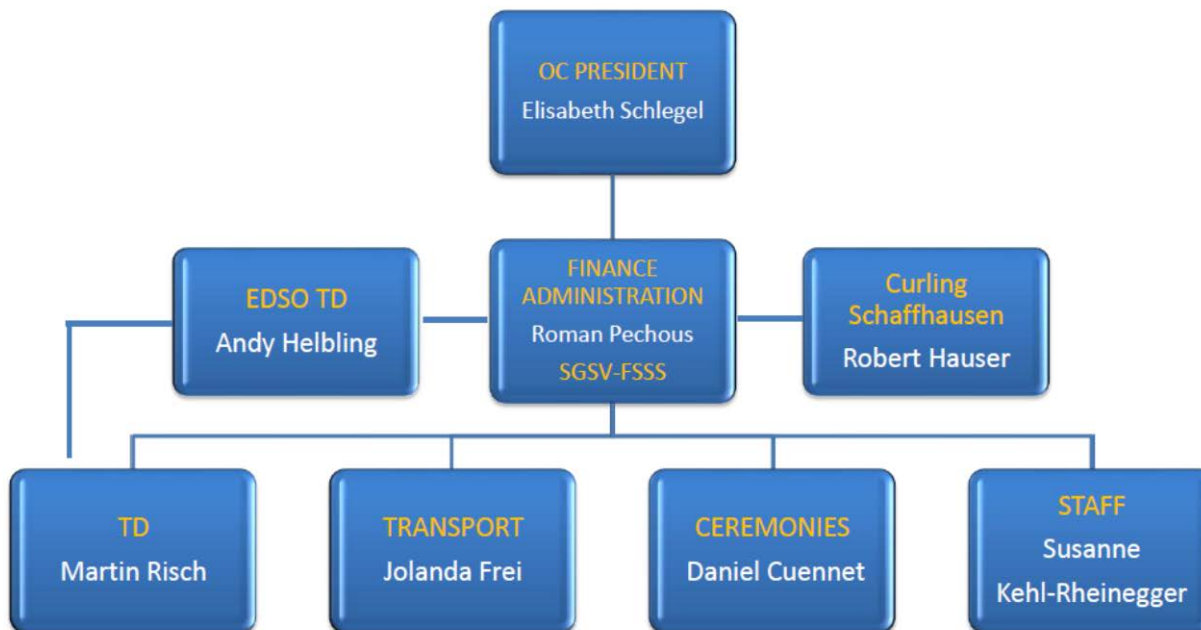 OC PRESIDENT
Elisabeth Schlegel
EDSO TD
Andy Helbling
FINANCE
ADMINISTRATION
Roman Pechous
SGSV-FSSS
Curling
Schaffhausen
Robert Hauser
TD
Martin Risch
TRANSPORT
Jolanda Frei
CEREMONIES
Daniel Cuennet
STAFF
Susanne
Kehl-Rheinegger